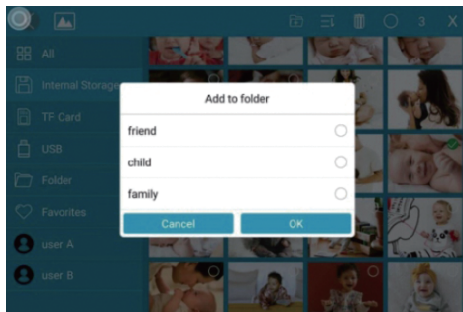 3 X
All
Internal Storage
TF Card
USB
Folder
Favorites
user A
user B
Add to folder
friend
child
family
Cancel OK